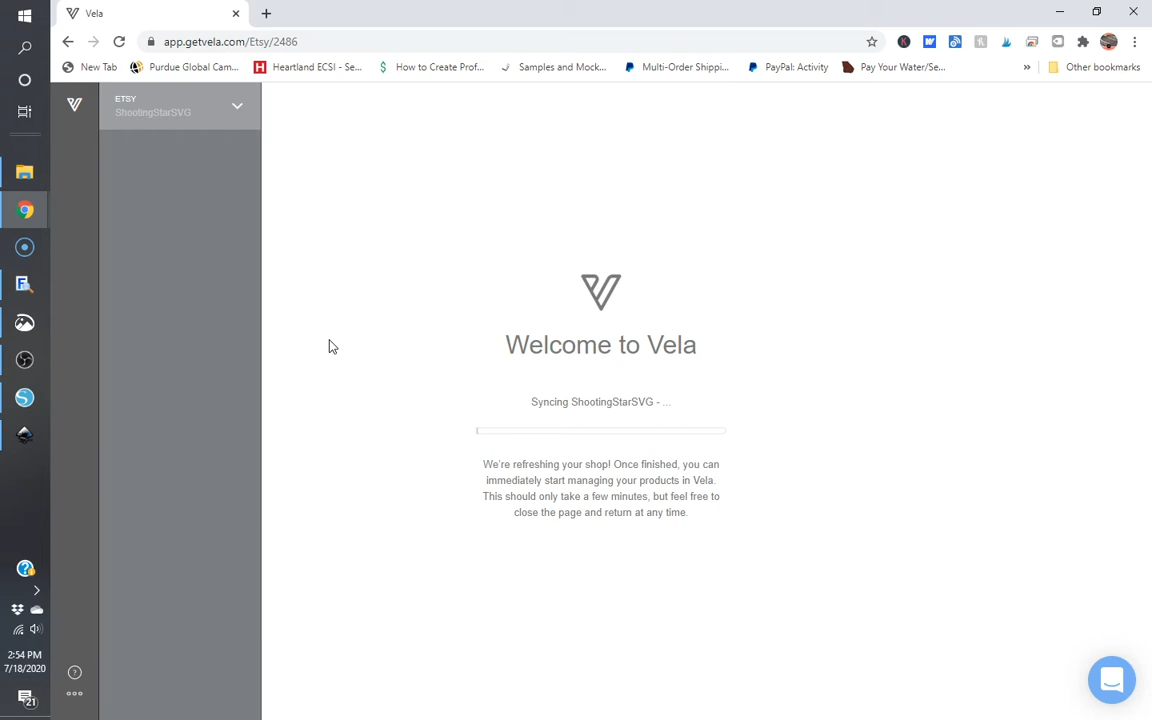 Vela
app.getvela.com/Etsy/2486
New Tab
Purdue Global Cam...
Heartland ECSI - Se...
How to Create Prof...
Samples and Mock...
Multi-Order Shippi...
PayPal: Activity
Pay Your Water/Se...
»
Other bookmarks
ETSY
ShootingStarSVG
Welcome to Vela
Syncing ShootingStarSVG - ...
We're refreshing your shop! Once finished, you can
immediately start managing your products in Vela.
This should only take a few minutes, but feel free to
close the page and return at any time.
2:54 PM
7/18/2020
21